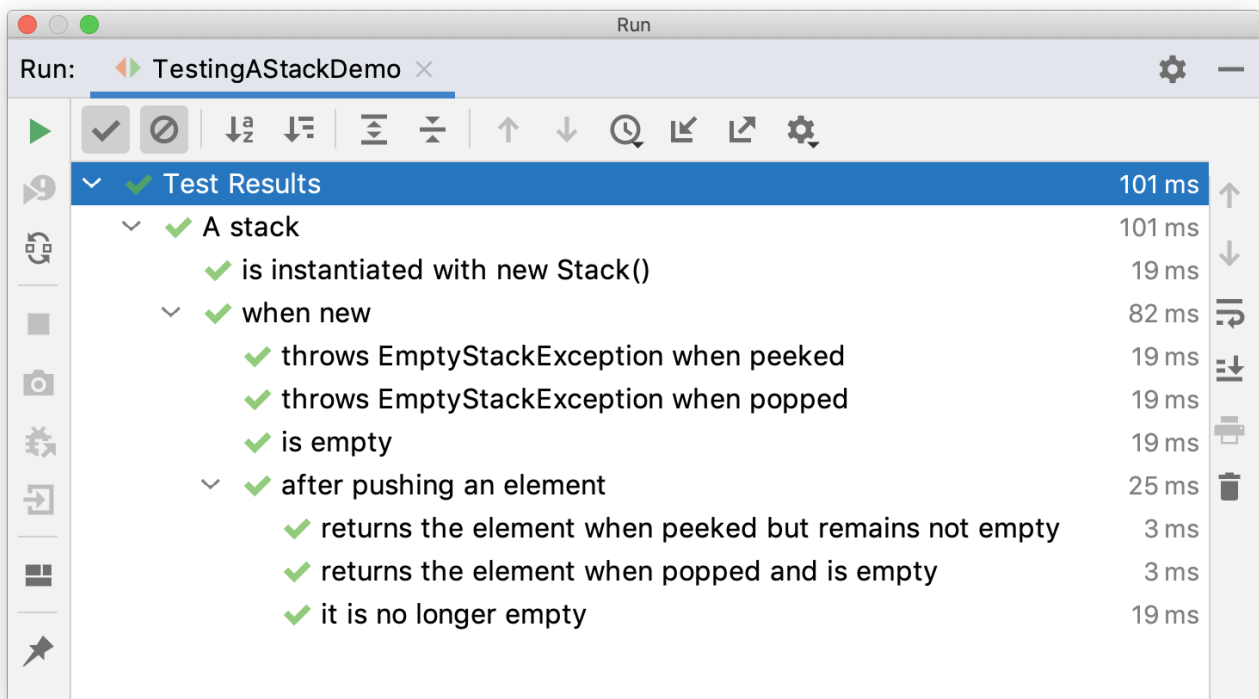 Run
Run: TestingAStackDemo
Test Results 101 ms
A stack 101 ms
is instantiated with new Stack() 19 ms
when new 82 ms
throws EmptyStackException when peeked 19 ms
throws EmptyStackException when popped 19 ms
is empty 19 ms
after pushing an element 25 ms
returns the element when peeked but remains not empty 3 ms
returns the element when popped and is empty 3 ms
it is no longer empty 19 ms